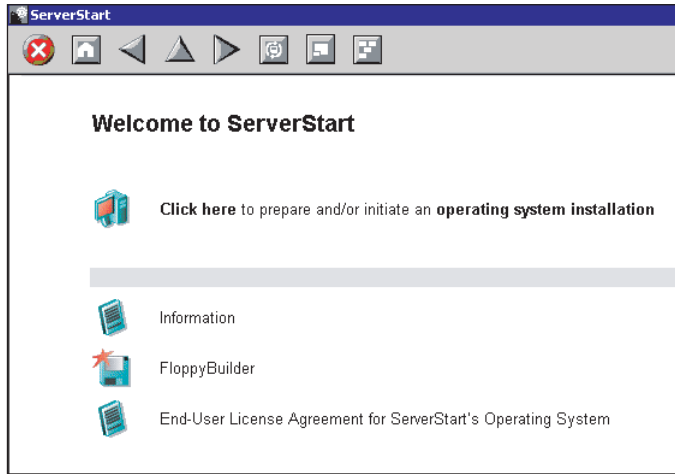 ServerStart
Welcome to ServerStart
Click here to prepare and/or initiate an operating system installation
Information
FloppyBuilder
End-User License Agreement for ServerStart's Operating System